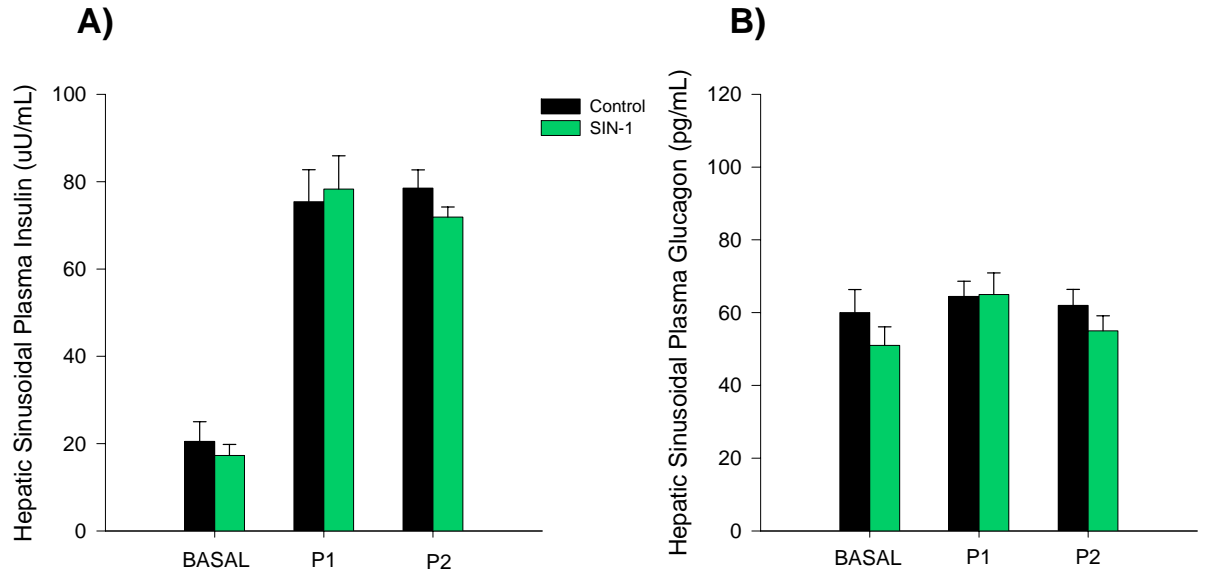 A)
Hepatic Sinusoidal Plasma Insulin (uU/mL)
100
80
60
40
20
0
BASAL P1 P2
Control
SIN-1
B)
Hepatic Sinusoidal Plasma Glucagon (pg/mL)
120
100
80
60
40
20
0
BASAL P1 P2